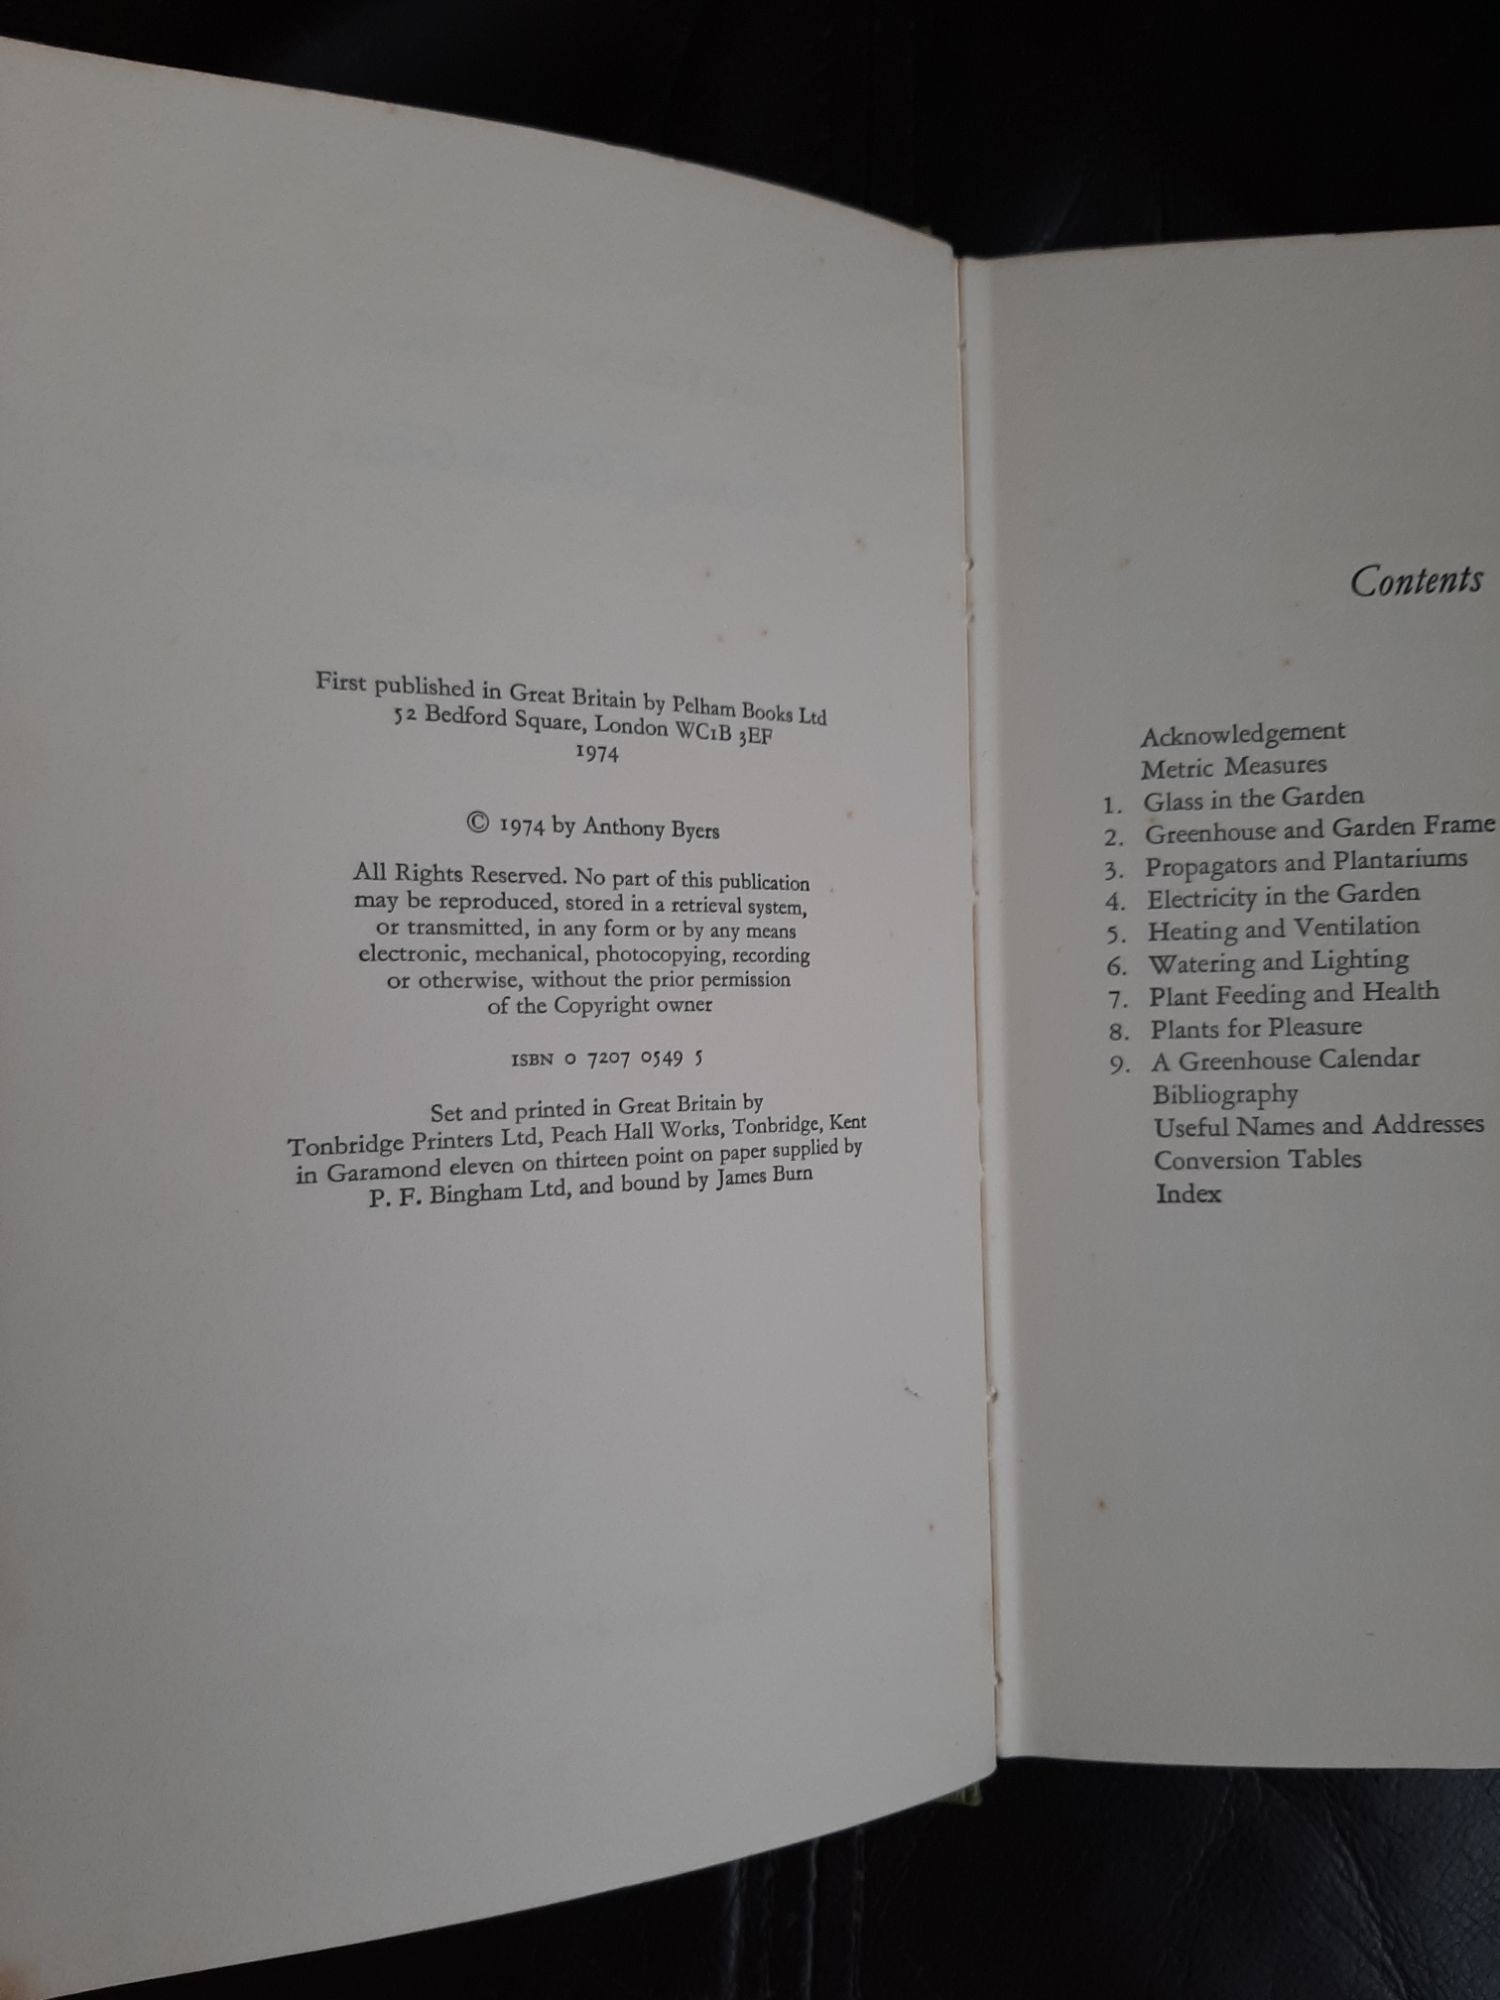 First published in Great Britain by Pelham Books Ltd
52 Bedford Square, London WC1B 3EF
1974
© 1974 by Anthony Byers
All Rights Reserved. No part of this publication
may be reproduced, stored in a retrieval system,
or transmitted, in any form or by any means
electronic, mechanical, photocopying, recording
or otherwise, without the prior permission
of the Copyright owner
ISBN 0 7207 0549 5
Set and printed in Great Britain by
Tonbridge Printers Ltd, Peach Hall Works, Tonbridge, Kent
in Garamond eleven on thirteen point on paper supplied by
P. F. Bingham Ltd, and bound by James Burn
Contents
Acknowledgement
Metric Measures
1. Glass in the Garden
2. Greenhouse and Garden Frame
3. Propagators and Plantariums
4. Electricity in the Garden
5. Heating and Ventilation
6. Watering and Lighting
7. Plant Feeding and Health
8. Plants for Pleasure
9. A Greenhouse Calendar
Bibliography
Useful Names and Addresses
Conversion Tables
Index